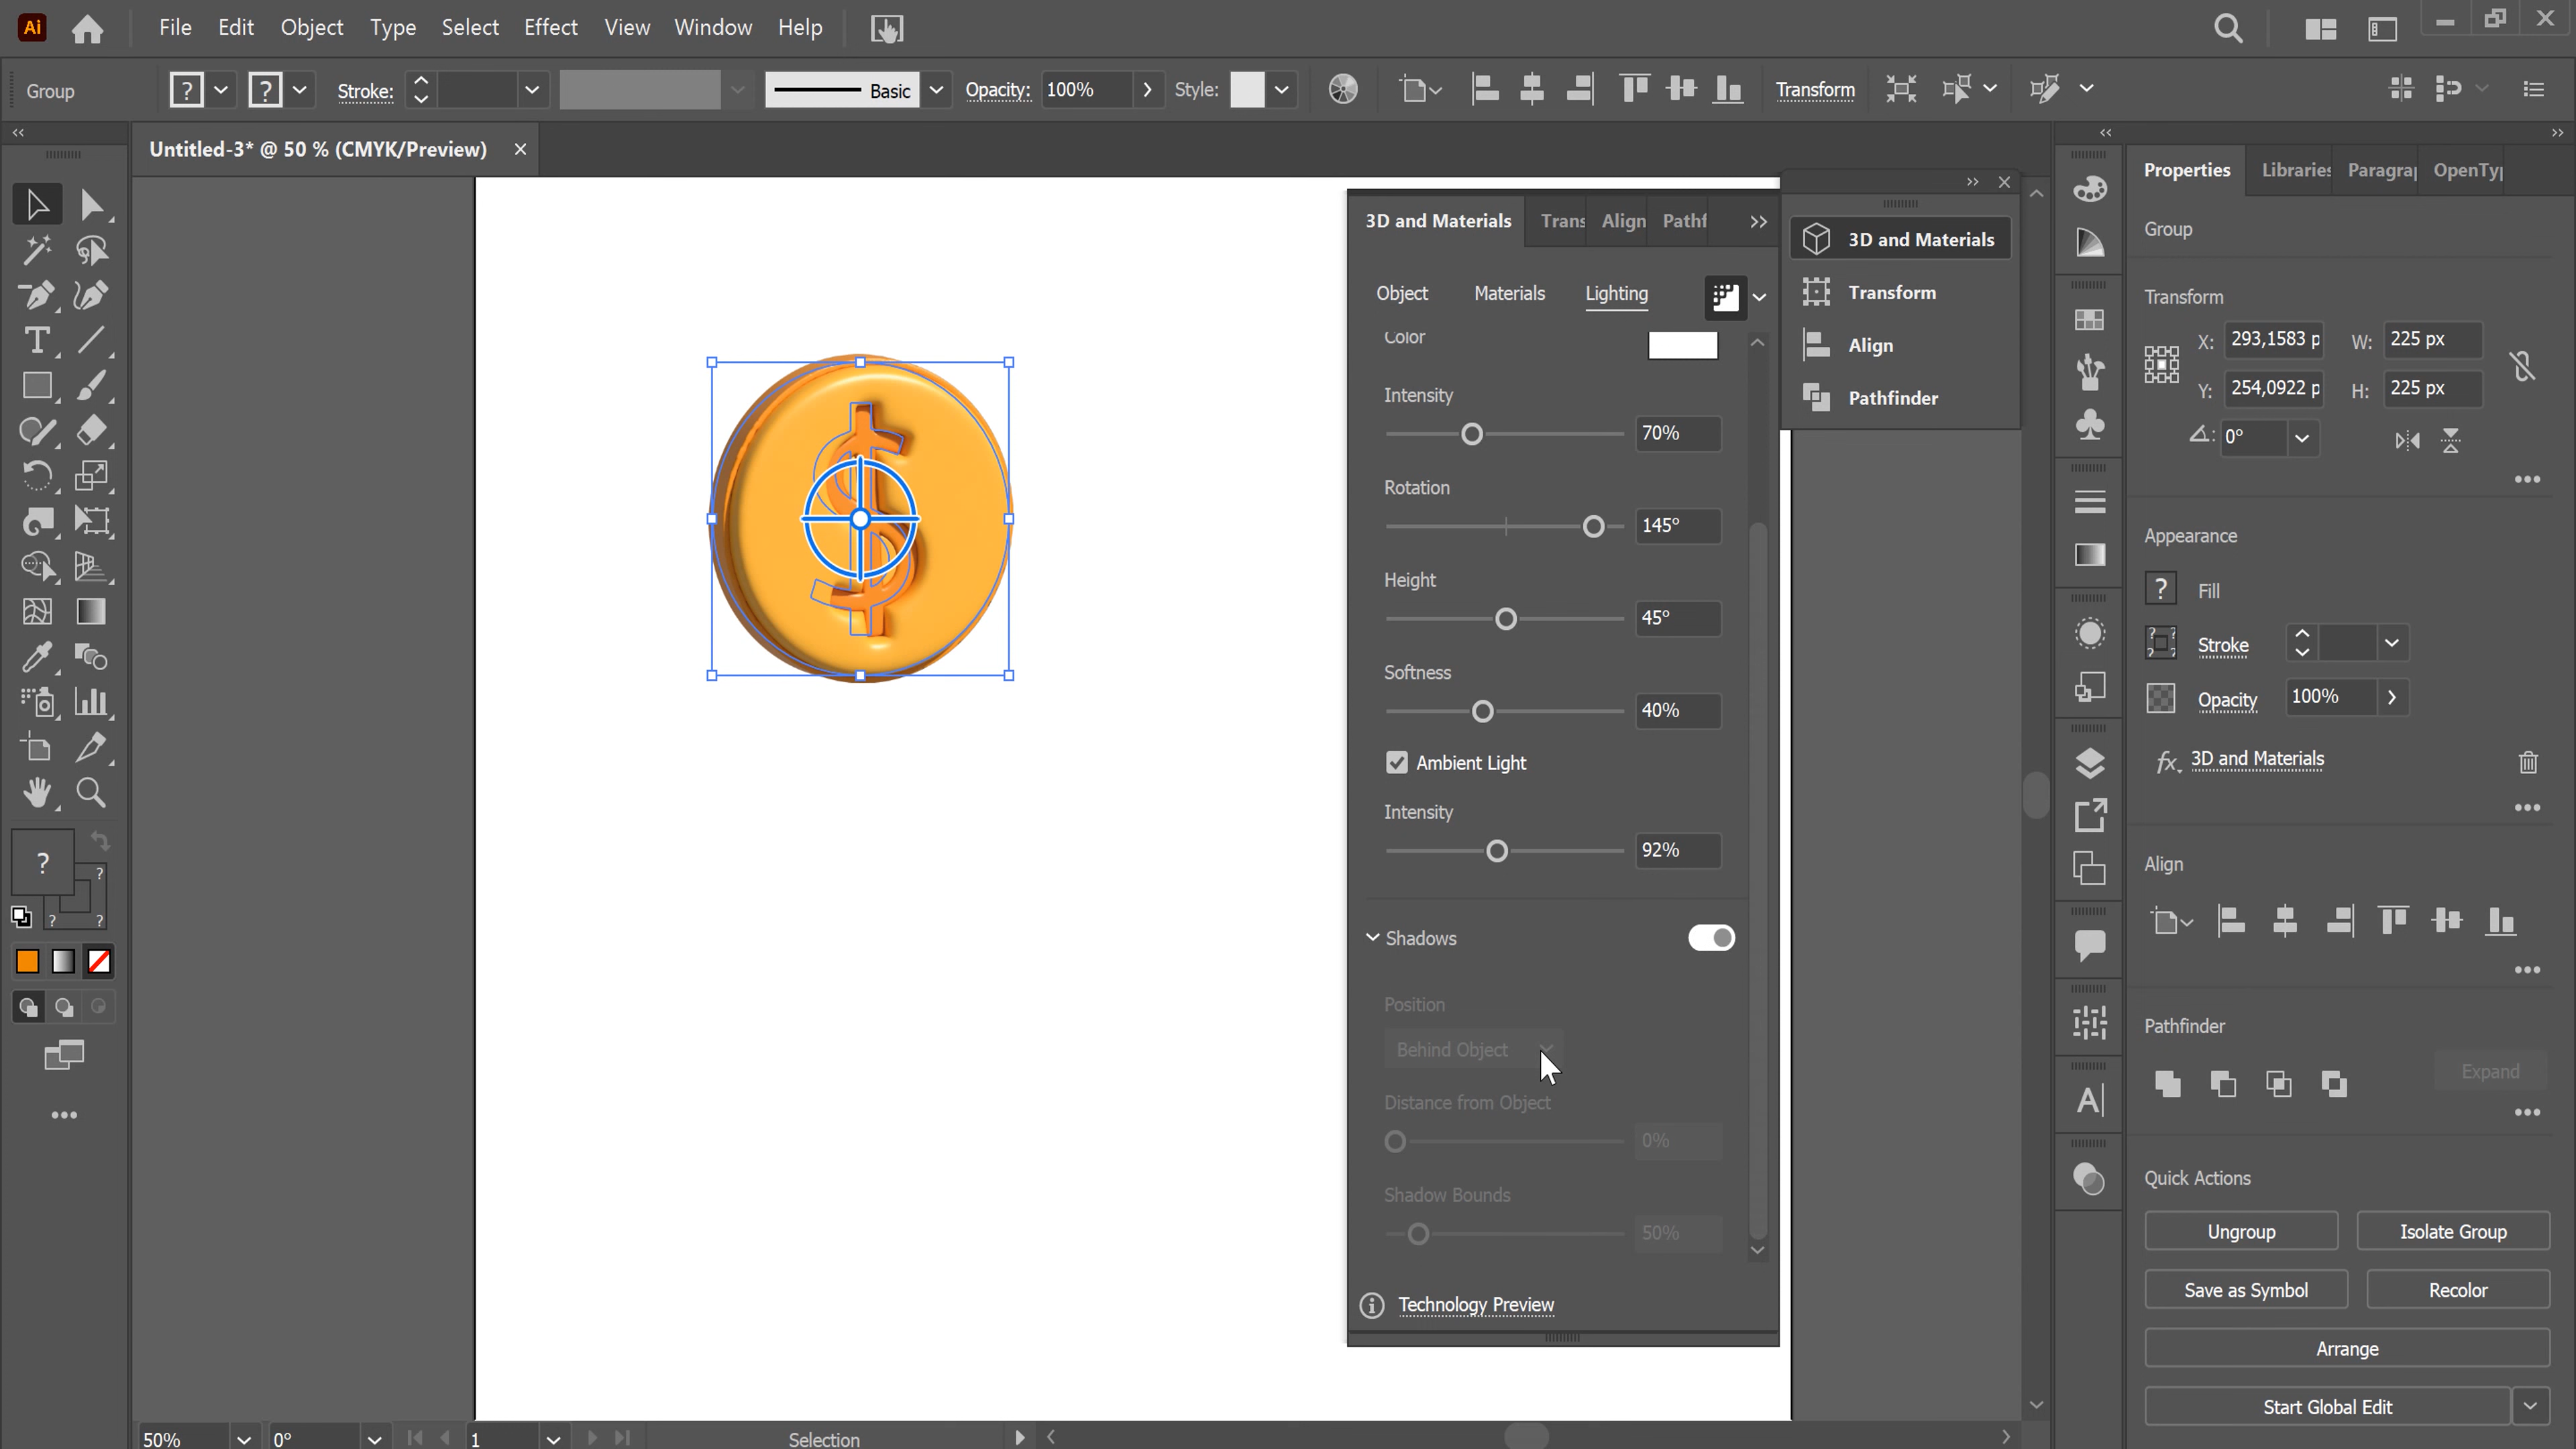 Ai File Edit Object Type Select Effect View Window Help
Group ? ? Stroke: Basic Opacity: 100% Style: Transform
Untitled-3* @ 50 % (CMYK/Preview) ×
3D and Materials Trans Align Pathf
Object Materials Lighting
Color
Intensity
70%
Rotation
145°
Height
45°
Softness
40%
Ambient Light
Intensity
92%
Shadows
Position
Behind Object
Distance from Object
0%
Shadow Bounds
50%
Technology Preview
3D and Materials
Transform
Align
Pathfinder
Properties Libraries Paragra OpenTy
Group
Transform
X: 293,1583 p W: 225 px
Y: 254,0922 p H: 225 px
0°
Appearance
? Fill
Stroke
Opacity 100%
fx. 3D and Materials
Align
Pathfinder
Expand
Quick Actions
Ungroup Isolate Group
Save as Symbol Recolor
Arrange
Start Global Edit
$
T
?
?
? ?
A
50% 0° 1 Selection